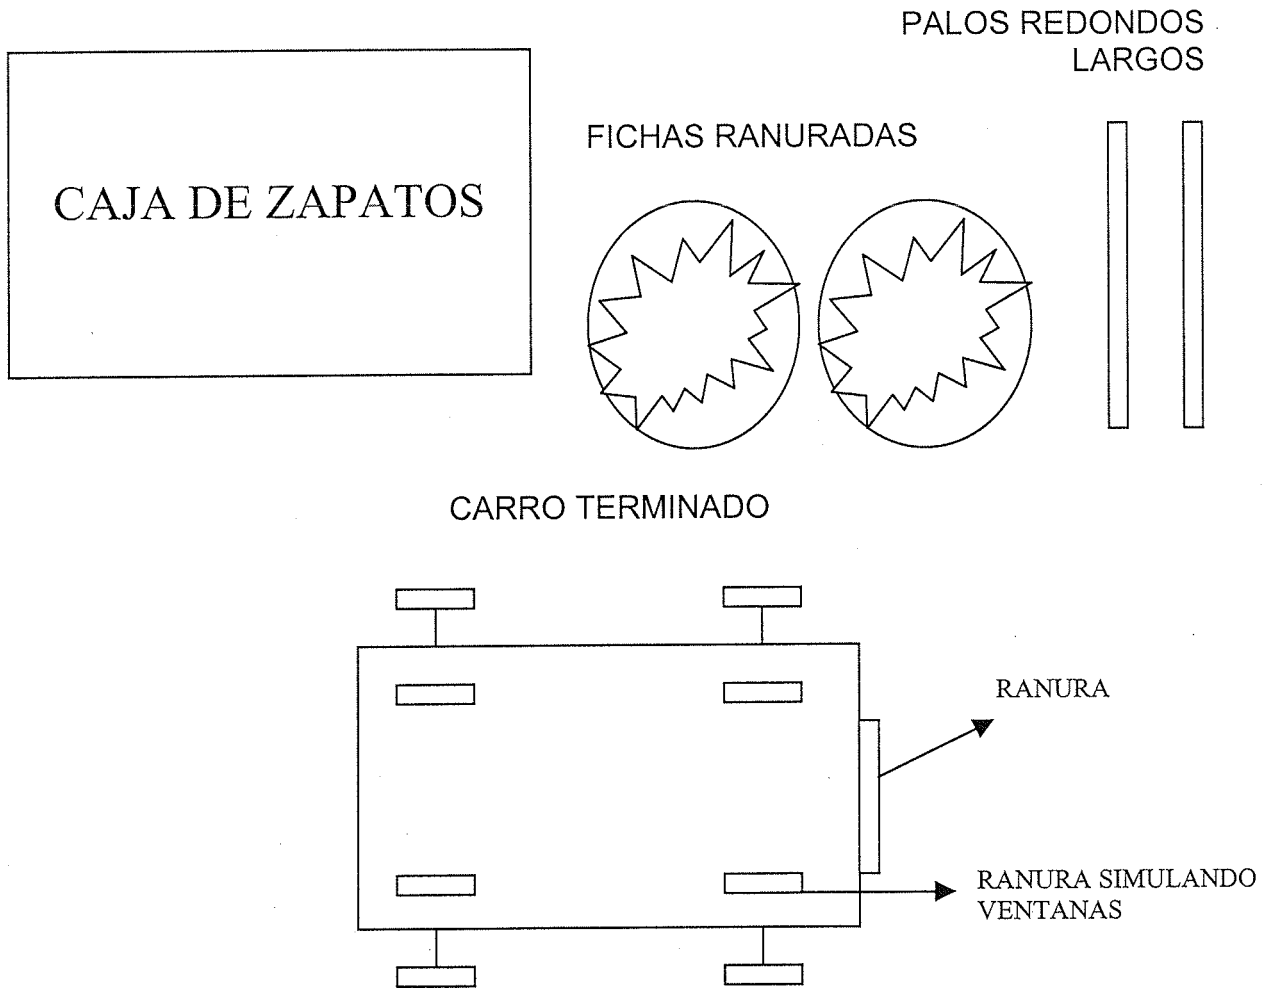 PALOS REDONDOS
LARGOS
FICHAS RANURADAS
CAJA DE ZAPATOS
CARRO TERMINADO
RANURA
RANURA SIMULANDO
VENTANAS